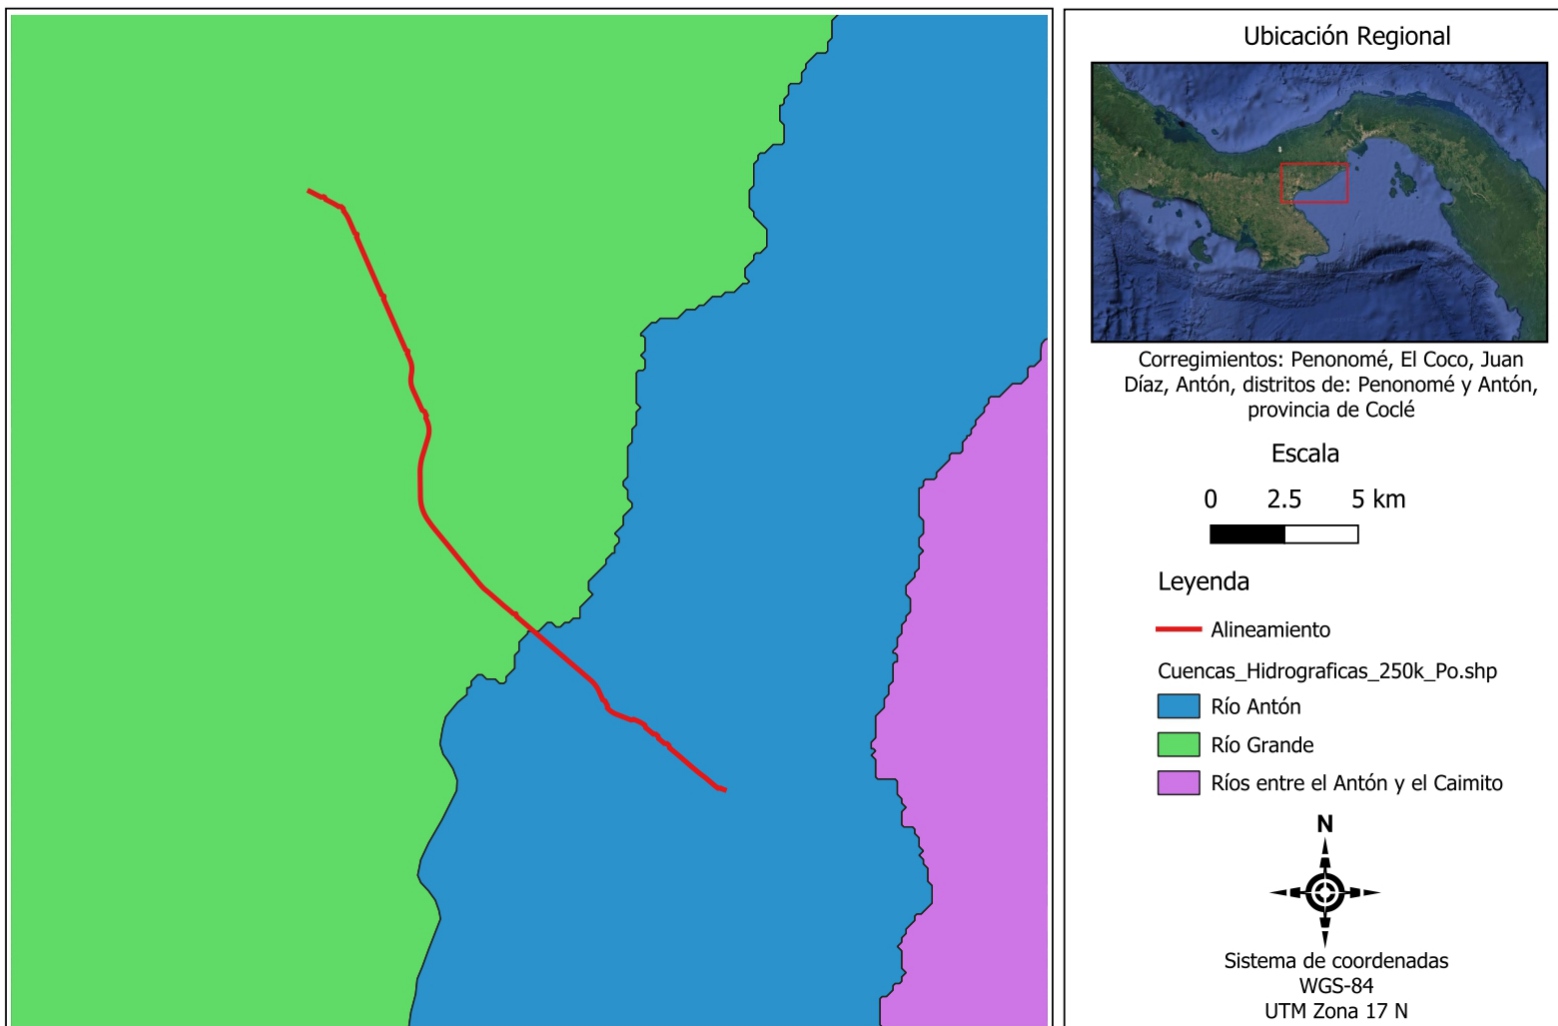 Ubicación Regional
Corregimientos: Penonomé, El Coco, Juan
Díaz, Antón, distritos de: Penonomé y Antón,
provincia de Coclé
Escala
0 2.5 5 km
Leyenda
Alineamiento
Cuencas_Hidrograficas_250k_Po.shp
Río Antón
Río Grande
Ríos entre el Antón y el Caimito
N
Sistema de coordenadas
WGS-84
UTM Zona 17 N